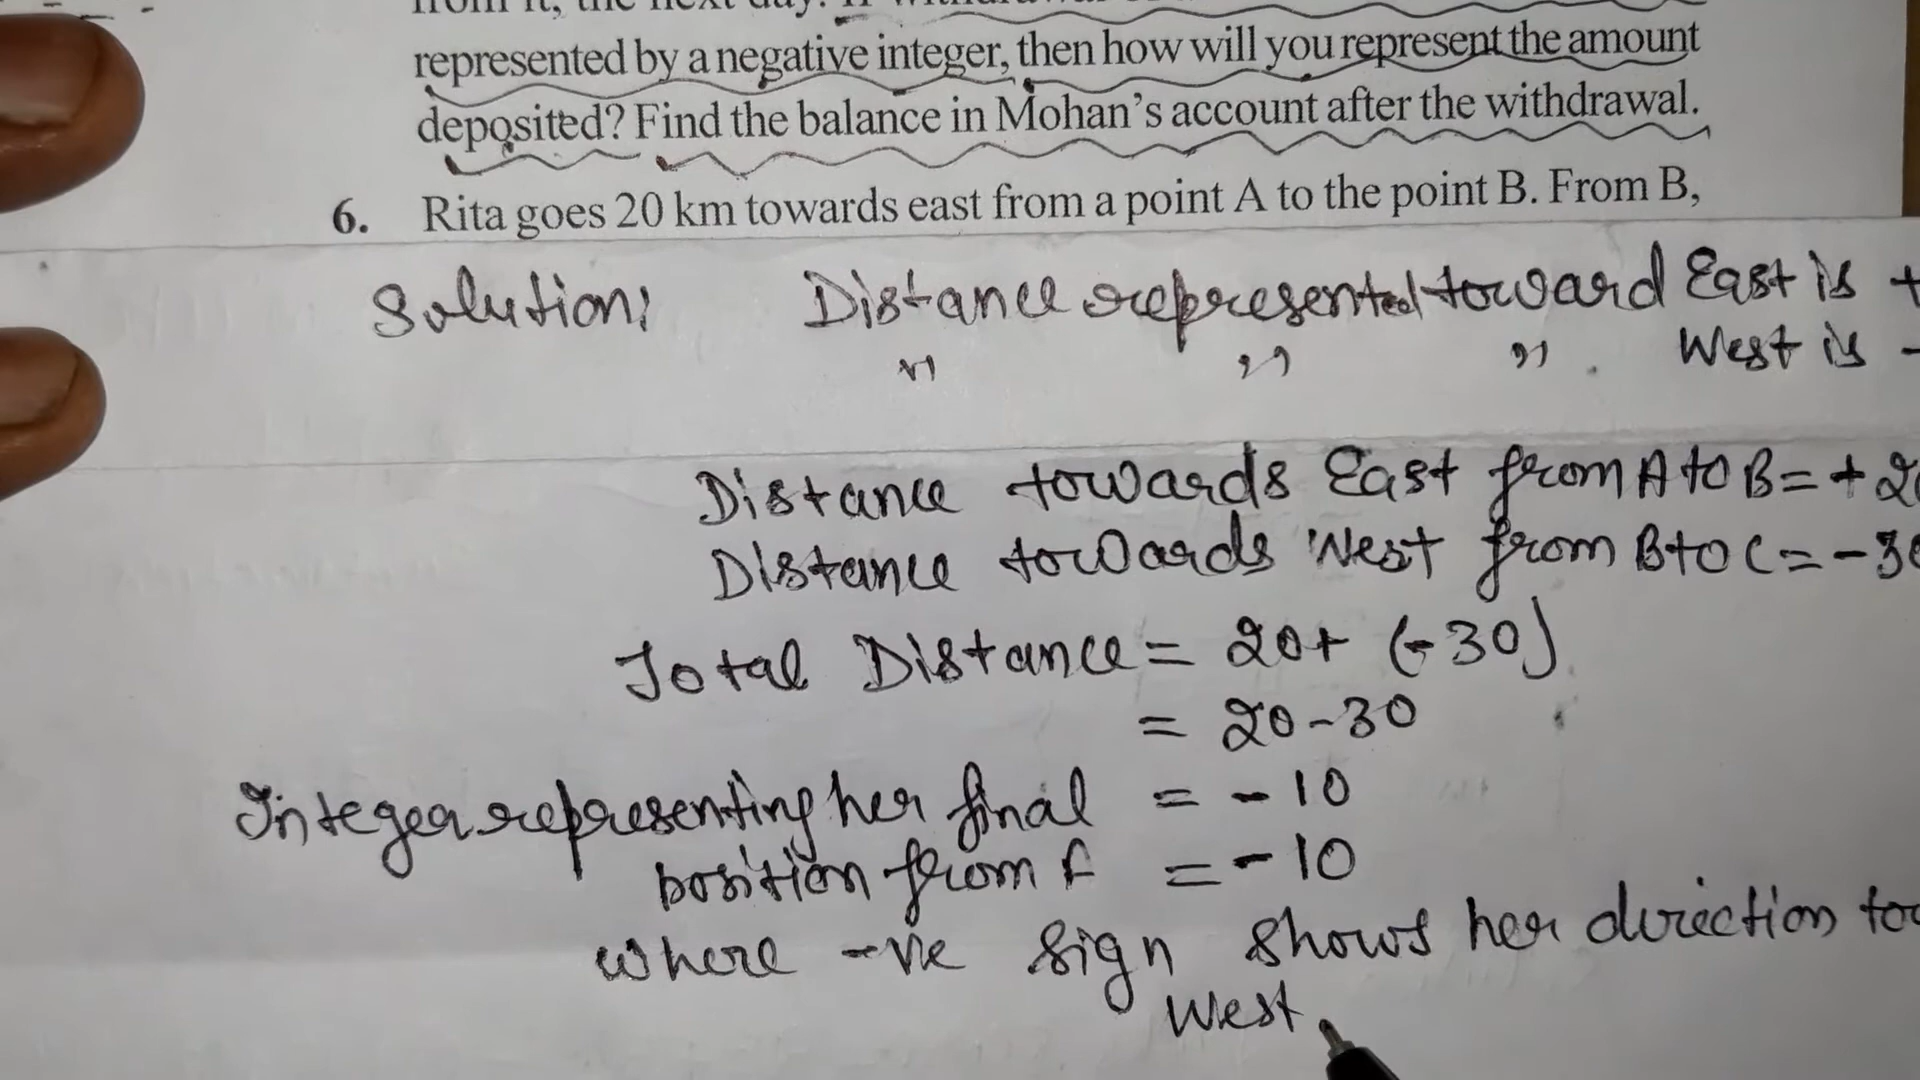 represented by a negative integer, then how will you represent the amount
deposited? Find the balance in Mohan's account after the withdrawal.
6. Rita goes 20 km towards east from a point A to the point B. From B,
Solution: Distance represented toward East is +
" " " West is -
Distance towards East from A to B = + 20
Distance towards West from B to C = - 30
Total Distance = 20 + (-30)
= 20 - 30
Integer representing her final = - 10
position from A = - 10
where -ve sign shows her direction to
West.